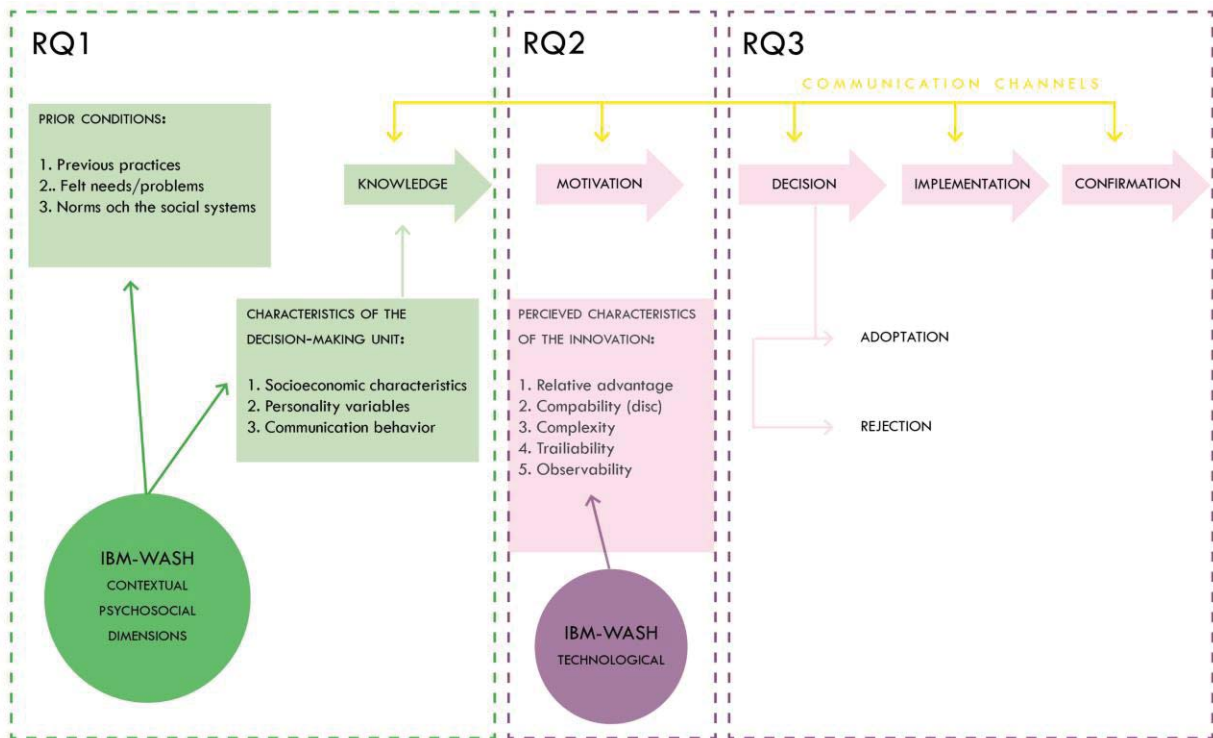 RQ1
PRIOR CONDITIONS:
1. Previous practices
2.. Felt needs/problems
3. Norms och the social systems
KNOWLEDGE
CHARACTERISTICS OF THE
DECISION-MAKING UNIT:
1. Socioeconomic characteristics
2. Personality variables
3. Communication behavior
IBM-WASH
CONTEXTUAL
PSYCHOSOCIAL
DIMENSIONS
RQ2
MOTIVATION
PERCIEVED CHARACTERISTICS
OF THE INNOVATION:
1. Relative advantage
2. Compability (disc)
3. Complexity
4. Trailiability
5. Observability
IBM-WASH
TECHNOLOGICAL
RQ3
COMMUNICATION CHANNELS
DECISION
IMPLEMENTATION
CONFIRMATION
ADOPTATION
REJECTION